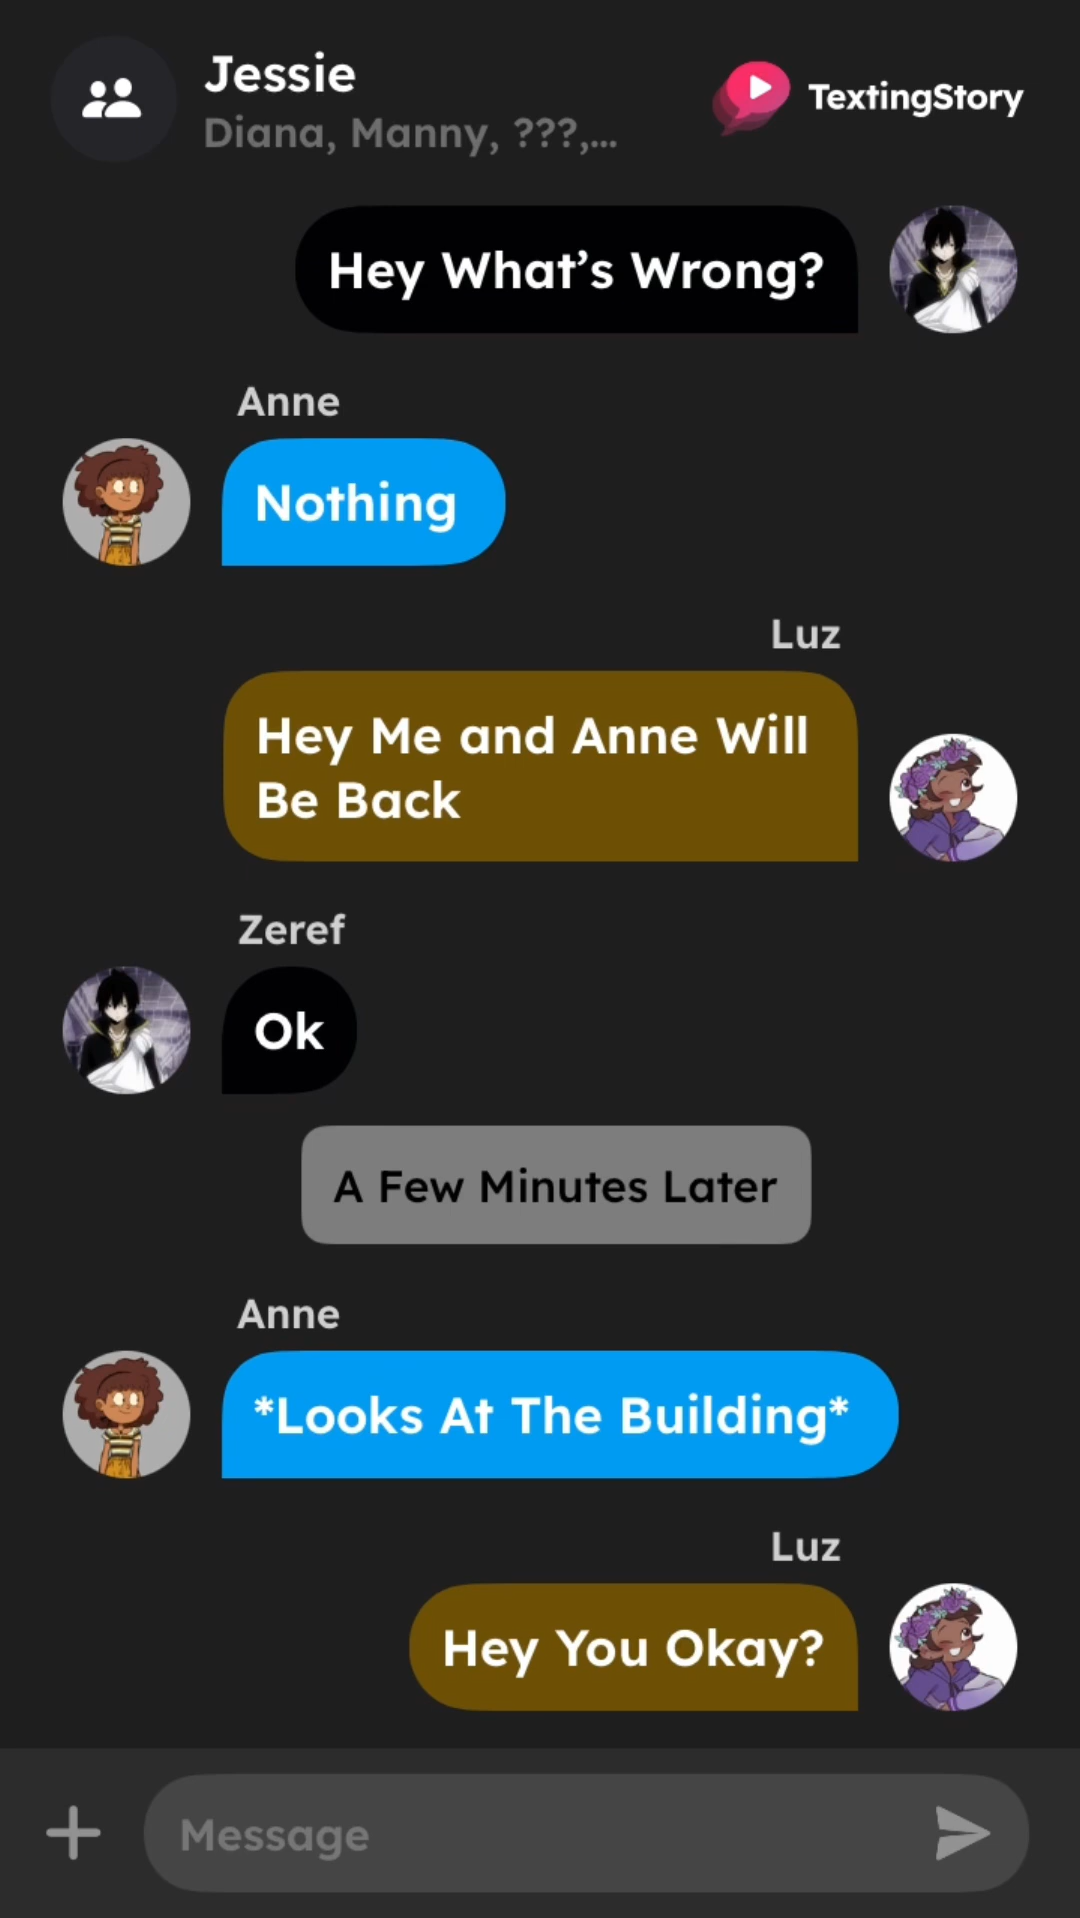 Jessie
Diana, Manny, ???,...
TextingStory
Hey What’s Wrong?
Anne
Nothing
Luz
Hey Me and Anne Will
Be Back
Zeref
Ok
A Few Minutes Later
Anne
*Looks At The Building*
Luz
Hey You Okay?
Message